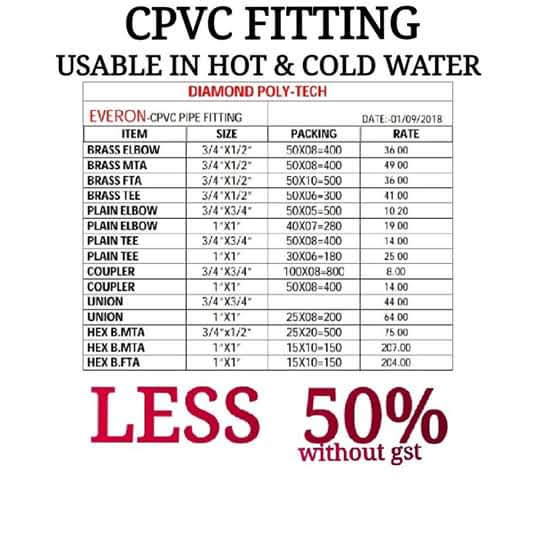 CPVC FITTING
USABLE IN HOT & COLD WATER
DIAMOND POLY-TECH
EVERON-CPVC PIPE FITTING DATE:-01/09/2018
ITEM SIZE PACKING RATE
BRASS ELBOW 3/4"X1/2" 50X08=400 36.00
BRASS MTA 3/4"X1/2" 50X08=400 49.00
BRASS FTA 3/4"X1/2" 50X10=500 36.00
BRASS TEE 3/4"X1/2" 50X06=300 41.00
PLAIN ELBOW 3/4"X3/4" 50X05=500 10.20
PLAIN ELBOW 1"X1" 40X07=280 19.00
PLAIN TEE 3/4"X3/4" 50X08=400 14.00
PLAIN TEE 1"X1" 30X06=180 25.00
COUPLER 3/4"X3/4" 100X08=800 8.00
COUPLER 1"X1" 50X08=400 14.00
UNION 3/4"X3/4" 44.00
UNION 1"X1" 25X08=200 64.00
HEX B.MTA 3/4"x1/2" 25X20=500 75.00
HEX B.MTA 1"X1" 15X10=150 207.00
HEX B.FTA 1"X1" 15X10=150 204.00
LESS 50%
without gst